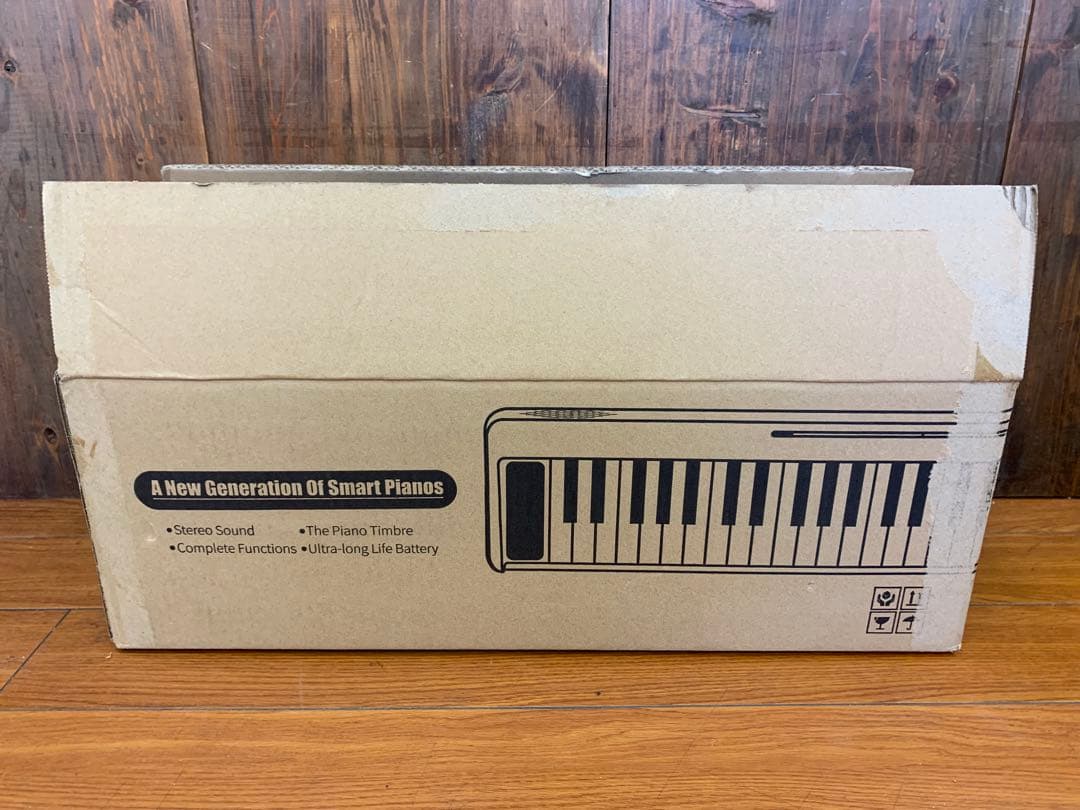 A New Generation Of Smart Pianos
•Stereo Sound •The Piano Timbre
•Complete Functions •Ultra-long Life Battery